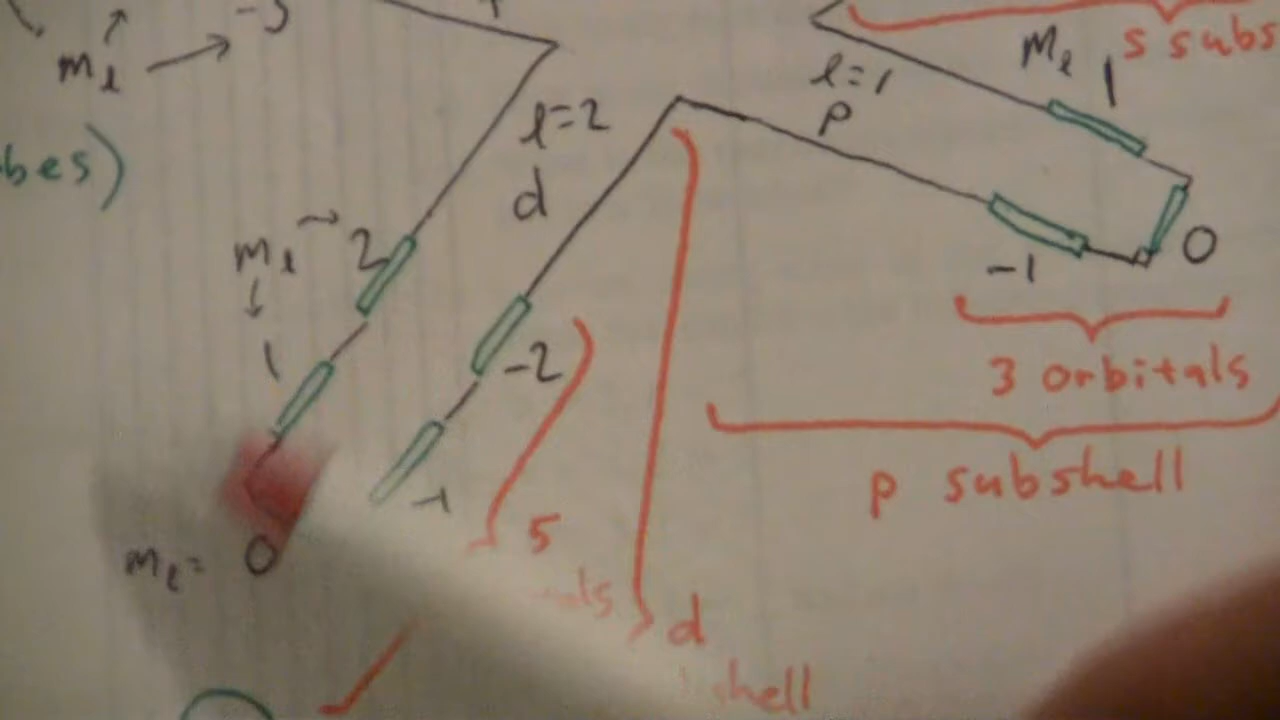 -3
mℓ
s subs
mℓ 1
ℓ=1
p
ℓ=2
d
bes)
mℓ 2
-1
0
3 orbitals
1
-2
p subshell
-1
5
mℓ= 0
d
hell